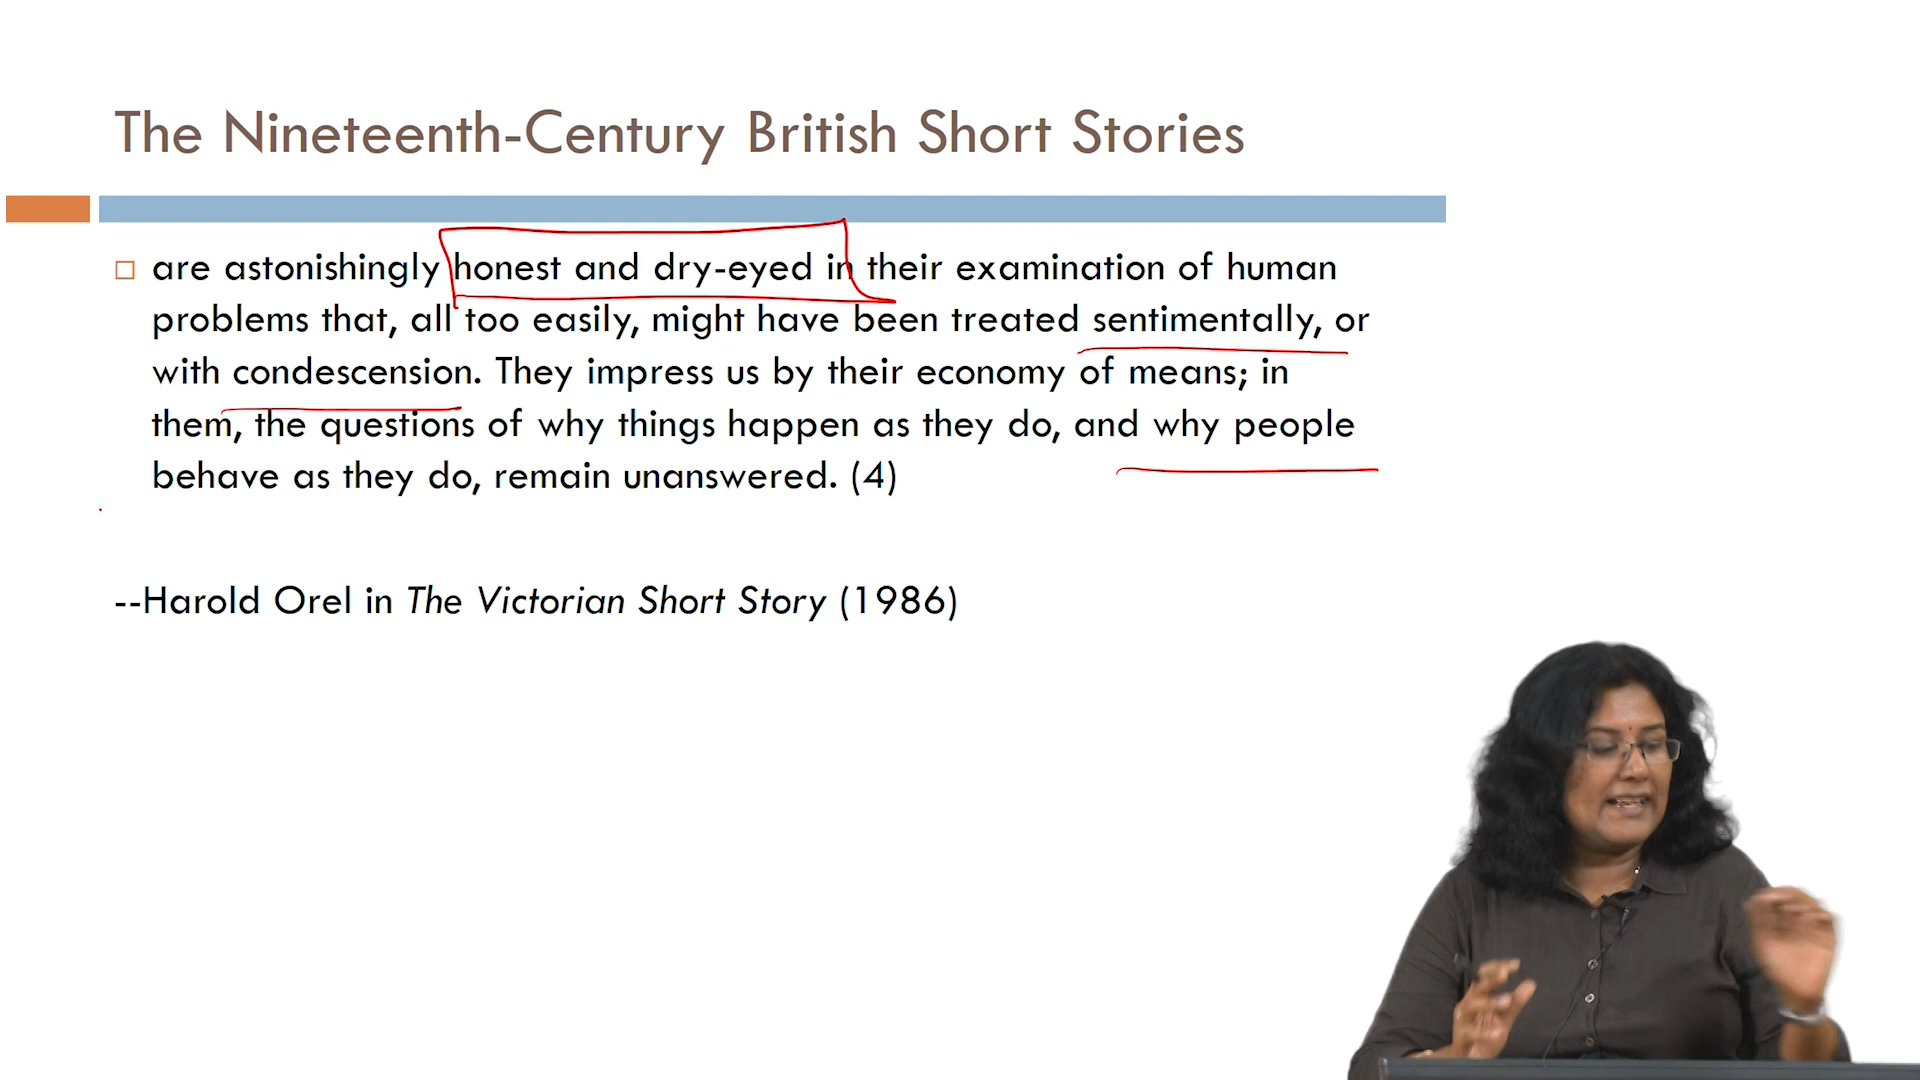 The Nineteenth-Century British Short Stories
are astonishingly honest and dry-eyed in their examination of human
problems that, all too easily, might have been treated sentimentally, or
with condescension. They impress us by their economy of means; in
them, the questions of why things happen as they do, and why people
behave as they do, remain unanswered. (4)
--Harold Orel in The Victorian Short Story (1986)